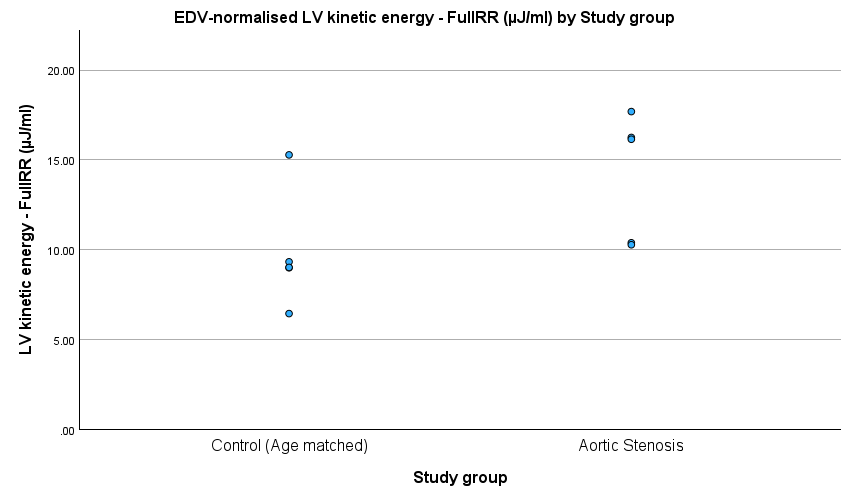 EDV-normalised LV kinetic energy - FullRR (µJ/ml) by Study group
LV kinetic energy - FullRR (µJ/ml)
20.00
15.00
10.00
5.00
.00
Control (Age matched)
Aortic Stenosis
Study group